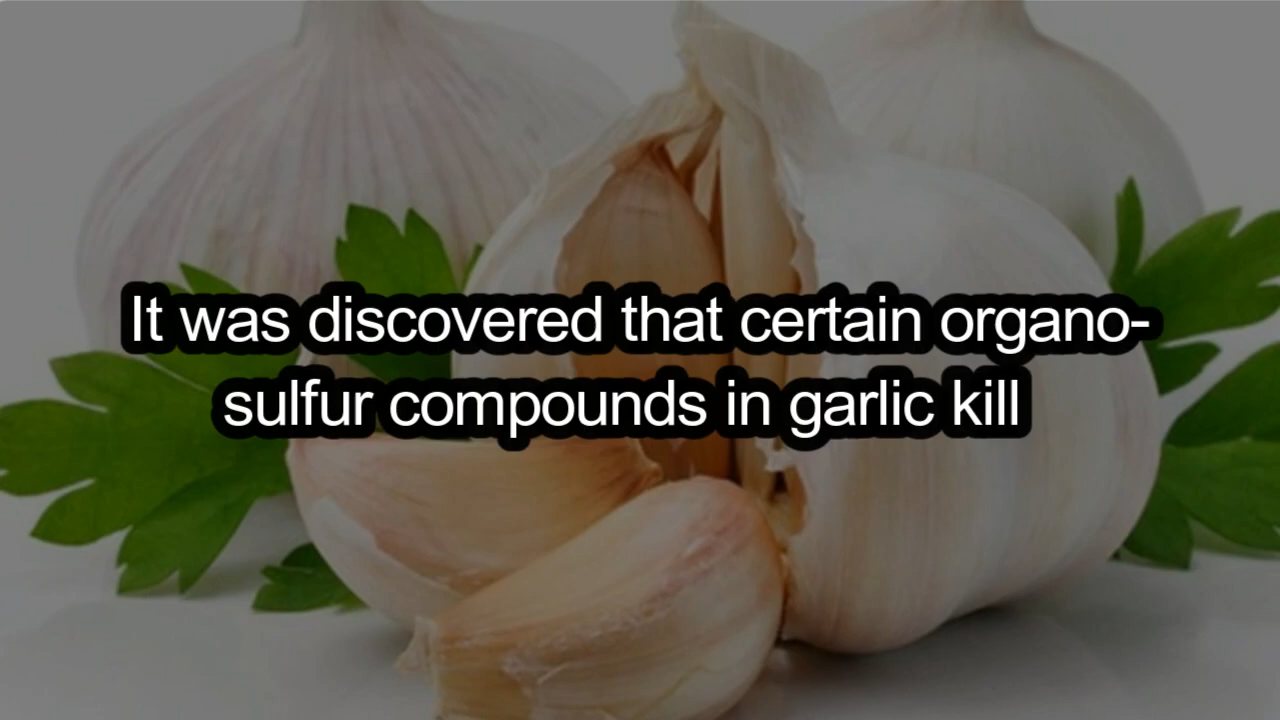 It was discovered that certain organo-
sulfur compounds in garlic kill